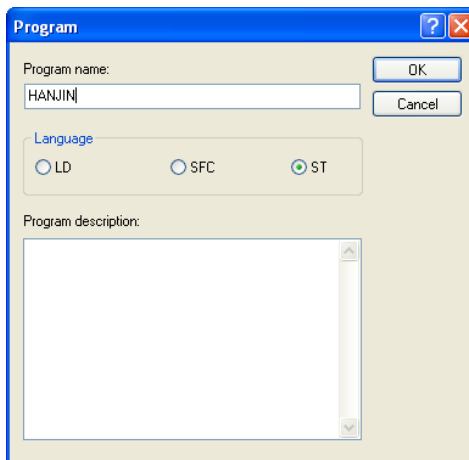 Program
Program name:
OK
HANJIN
Cancel
Language
LD SFC ST
Program description: